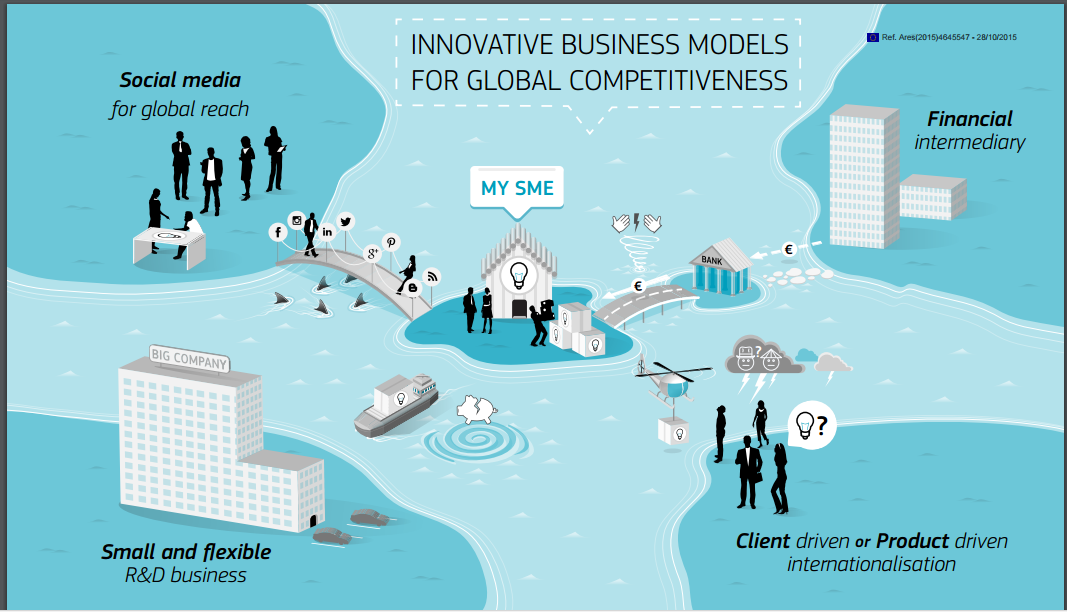 INNOVATIVE BUSINESS MODELS
FOR GLOBAL COMPETITIVENESS
Ref. Ares(2015)4645547 - 28/10/2015
Social media
for global reach
Financial
intermediary
MY SME
f
in
g+
B
BANK
€
€
BIG COMPANY
?
?
Small and flexible
R&D business
Client driven or Product driven
internationalisation